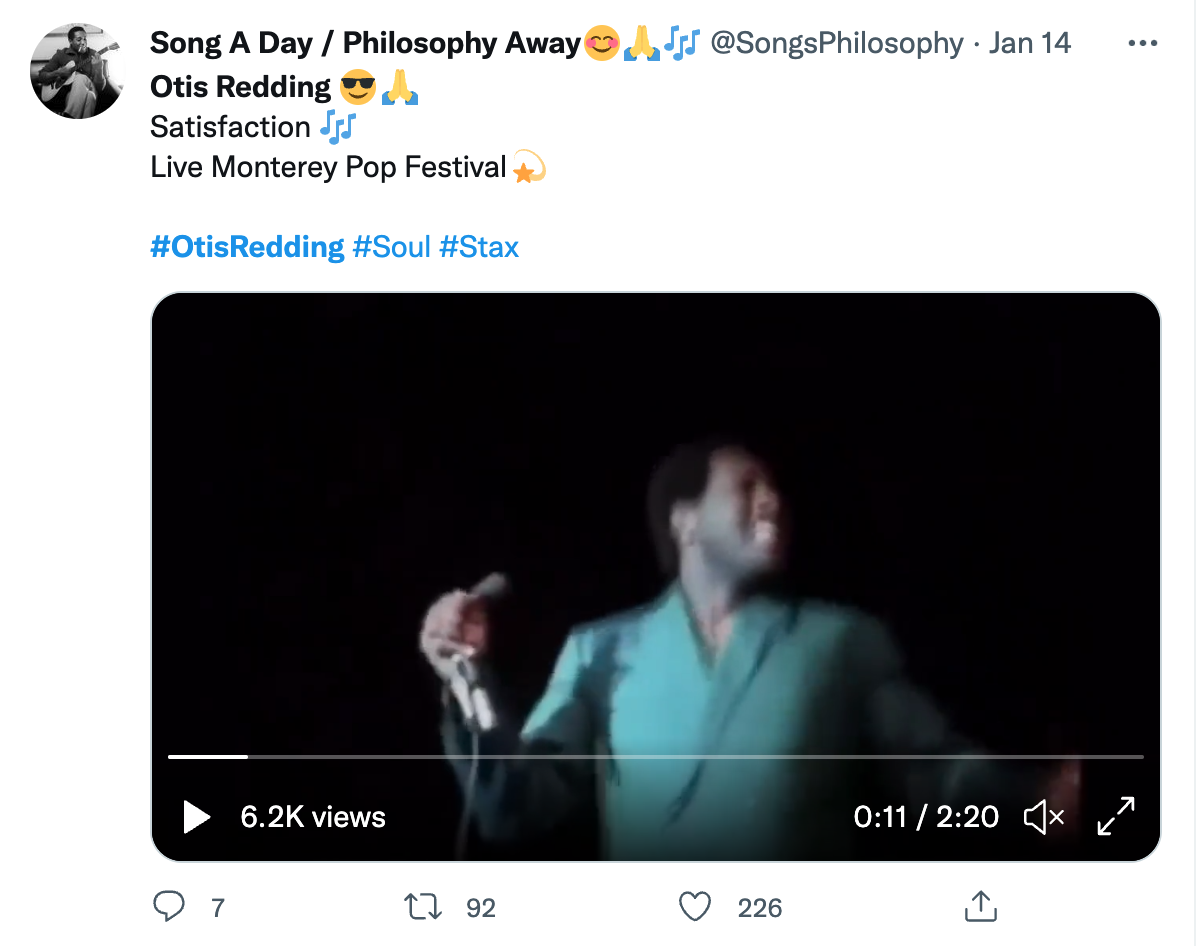 Song A Day / Philosophy Away😊🙏🎶 @SongsPhilosophy · Jan 14
Otis Redding 😎🙏
Satisfaction 🎶
Live Monterey Pop Festival 💫
#OtisRedding #Soul #Stax
6.2K views 0:11 / 2:20
7 92 226